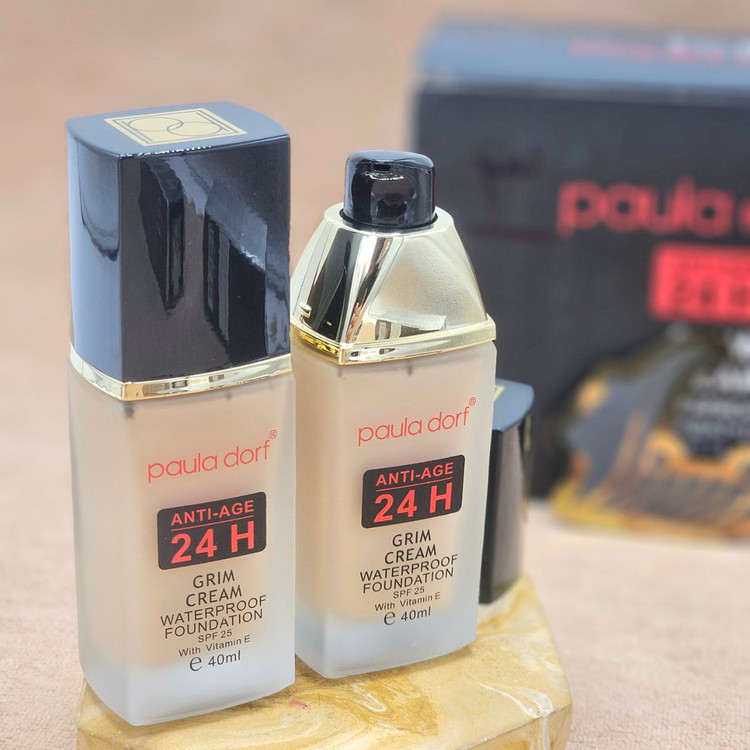 paula dorf®
ANTI-AGE
24 H
GRIM
CREAM
WATERPROOF
FOUNDATION
SPF 25
With Vitamin E
e 40ml
paula dorf®
ANTI-AGE
24 H
GRIM
CREAM
WATERPROOF
FOUNDATION
SPF 25
With Vitamin E
e 40ml
paula d